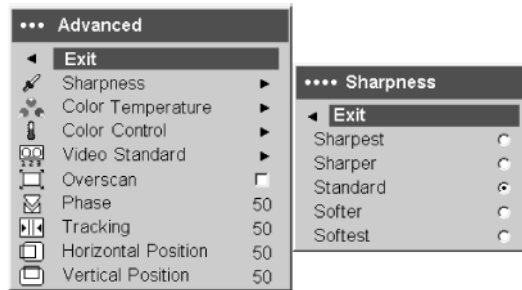 ••• Advanced
Exit
Sharpness
Color Temperature
Color Control
Video Standard
Overscan
Phase 50
Tracking 50
Horizontal Position 50
Vertical Position 50
•••• Sharpness
Exit
Sharpest
Sharper
Standard
Softer
Softest